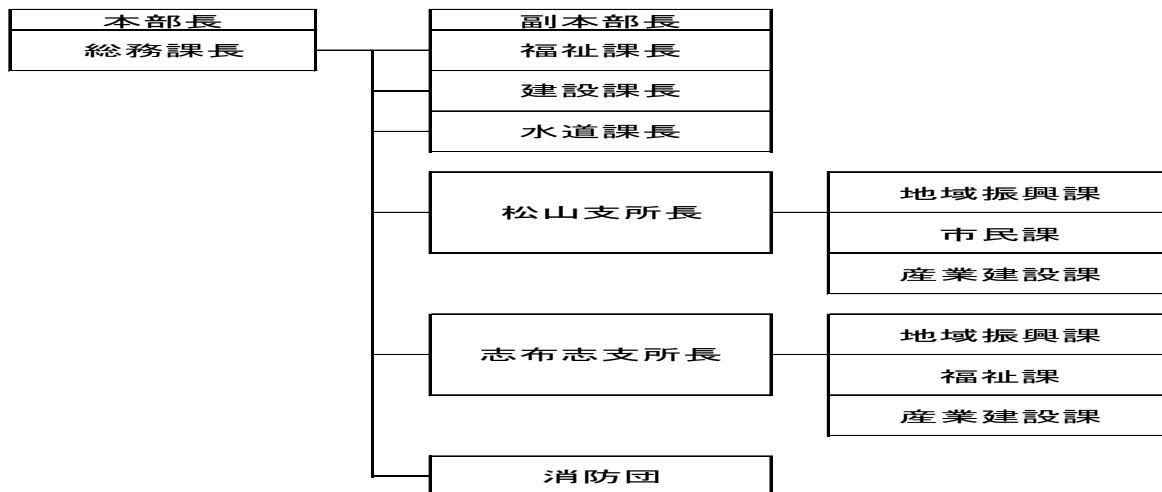 本部長
総務課長
副本部長
福祉課長
建設課長
水道課長
松山支所長
地域振興課
市民課
産業建設課
志布志支所長
地域振興課
福祉課
産業建設課
消防団